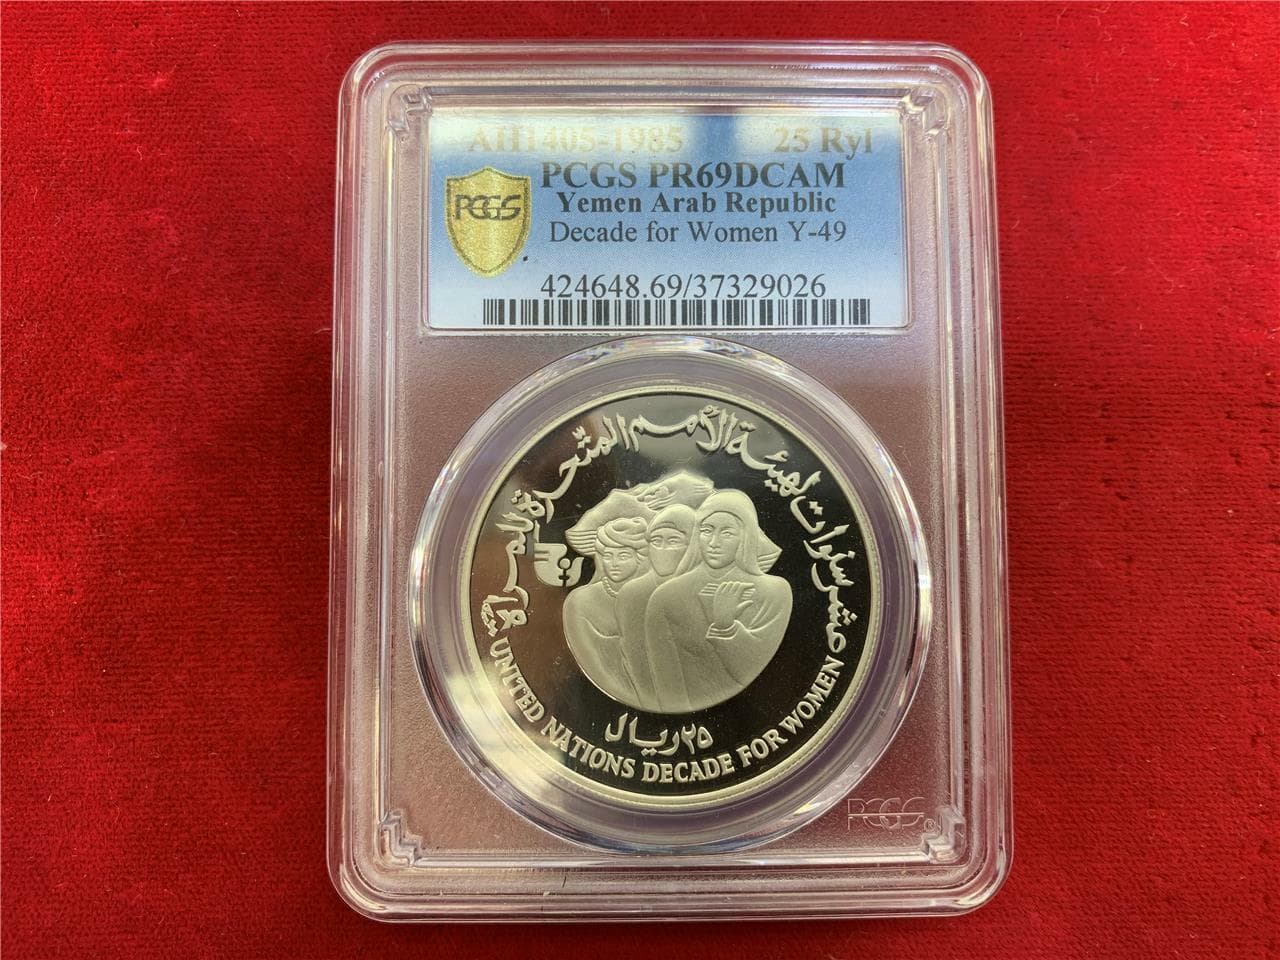 AH1405-1985 25 Ryl
PCGS PR69DCAM
Yemen Arab Republic
PCGS
Decade for Women Y-49
424648.69/37329026
عشر سنوات لهيئة الأمم المتحدة للمرأة
٢٥ ريال
UNITED NATIONS DECADE FOR WOMEN
PCGS®